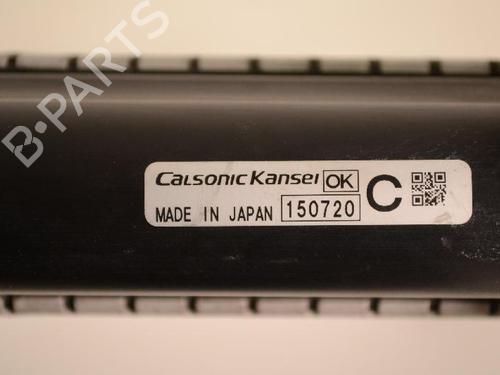 B-PARTS
Calsonic Kansei OK C
MADE IN JAPAN 150720